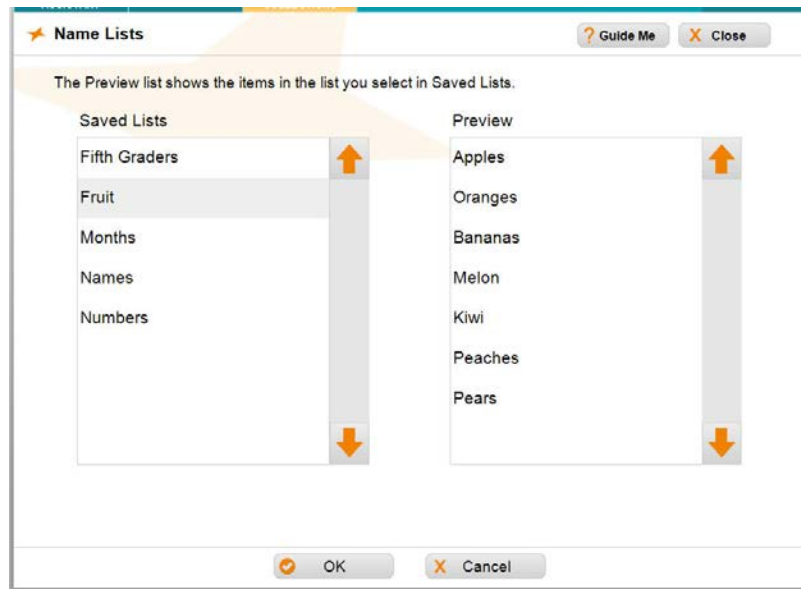 Name Lists
? Guide Me
X Close
The Preview list shows the items in the list you select in Saved Lists.
Saved Lists
Fifth Graders
Fruit
Months
Names
Numbers
Preview
Apples
Oranges
Bananas
Melon
Kiwi
Peaches
Pears
OK
X Cancel